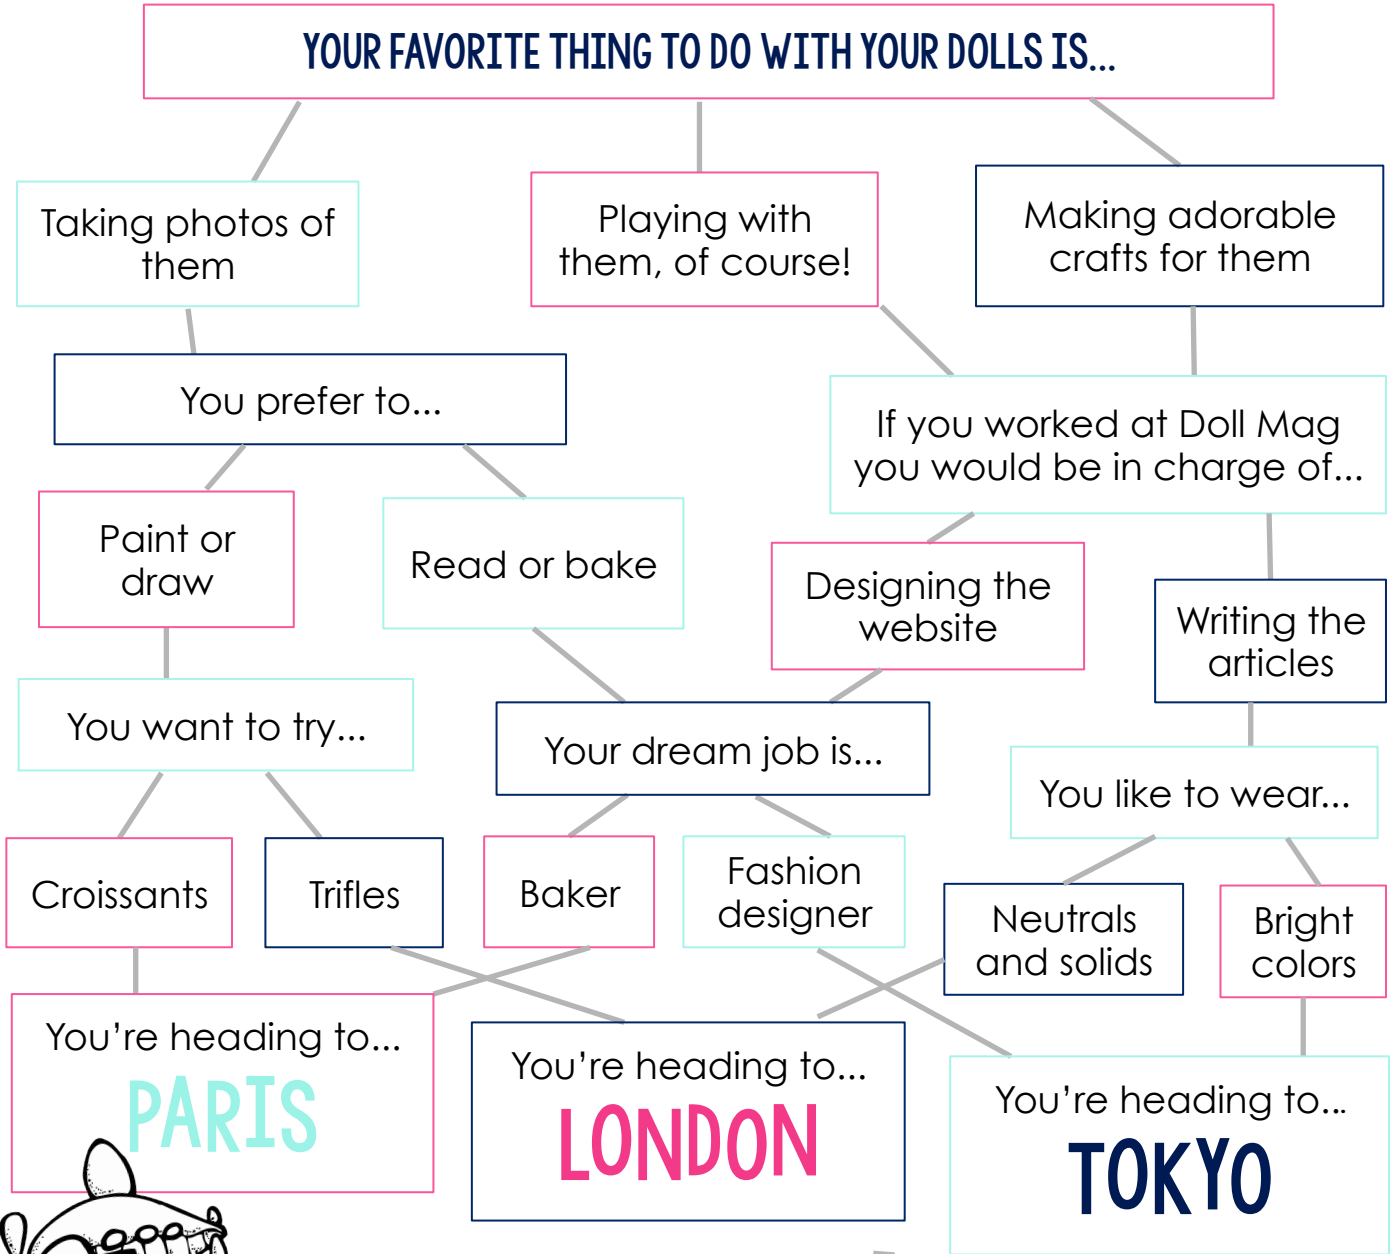 YOUR FAVORITE THING TO DO WITH YOUR DOLLS IS...
Taking photos of
them
Playing with
them, of course!
Making adorable
crafts for them
You prefer to...
If you worked at Doll Mag
you would be in charge of...
Paint or
draw
Read or bake
Designing the
website
Writing the
articles
You want to try...
Your dream job is...
You like to wear...
Croissants
Trifles
Baker
Fashion
designer
Neutrals
and solids
Bright
colors
You're heading to...
PARIS
You're heading to...
LONDON
You're heading to...
TOKYO